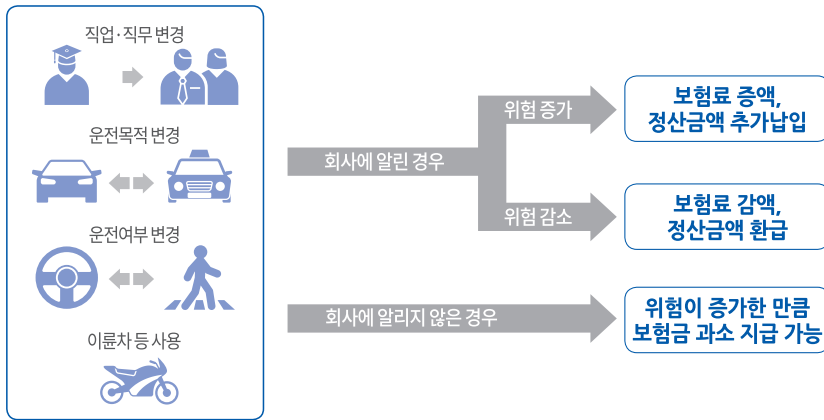 직업·직무 변경
운전목적 변경
운전여부 변경
이륜차 등 사용
회사에 알린 경우
위험 증가
보험료 증액,
정산금액 추가납입
위험 감소
보험료 감액,
정산금액 환급
회사에 알리지 않은 경우
위험이 증가한 만큼
보험금 과소 지급 가능